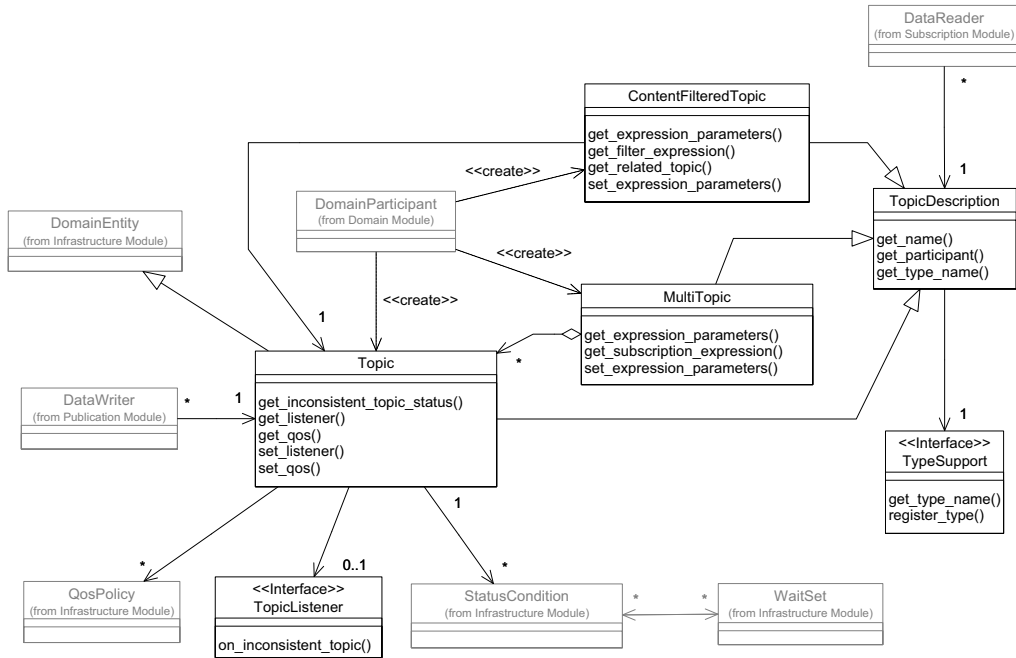 DataReader
(from Subscription Module)
*
1
ContentFilteredTopic
get_expression_parameters()
get_filter_expression()
get_related_topic()
set_expression_parameters()
<<create>>
DomainParticipant
(from Domain Module)
<<create>>
<<create>>
TopicDescription
get_name()
get_participant()
get_type_name()
DomainEntity
(from Infrastructure Module)
MultiTopic
get_expression_parameters()
get_subscription_expression()
set_expression_parameters()
1
*
Topic
get_inconsistent_topic_status()
get_listener()
get_qos()
set_listener()
set_qos()
DataWriter
(from Publication Module)
*
1
1
<<Interface>>
TypeSupport
get_type_name()
register_type()
1
*
0..1
*
QosPolicy
(from Infrastructure Module)
<<Interface>>
TopicListener
on_inconsistent_topic()
StatusCondition
(from Infrastructure Module)
*
*
WaitSet
(from Infrastructure Module)